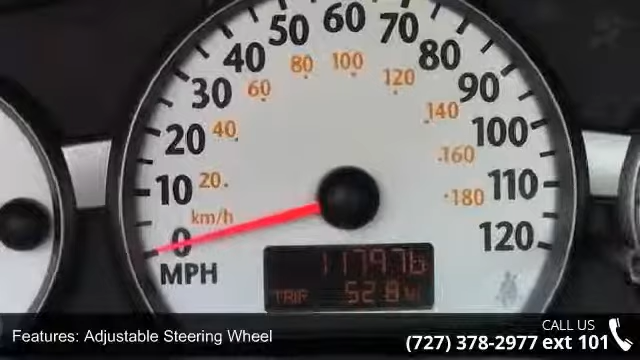 60
50 70
40 80
80 100 120
30 60 90
140
20 40 100
160
10 20 180 110
km/h
0 120
MPH
117976
TRIP 52.8 MI
Features: Adjustable Steering Wheel
CALL US
(727) 378-2977 ext 101